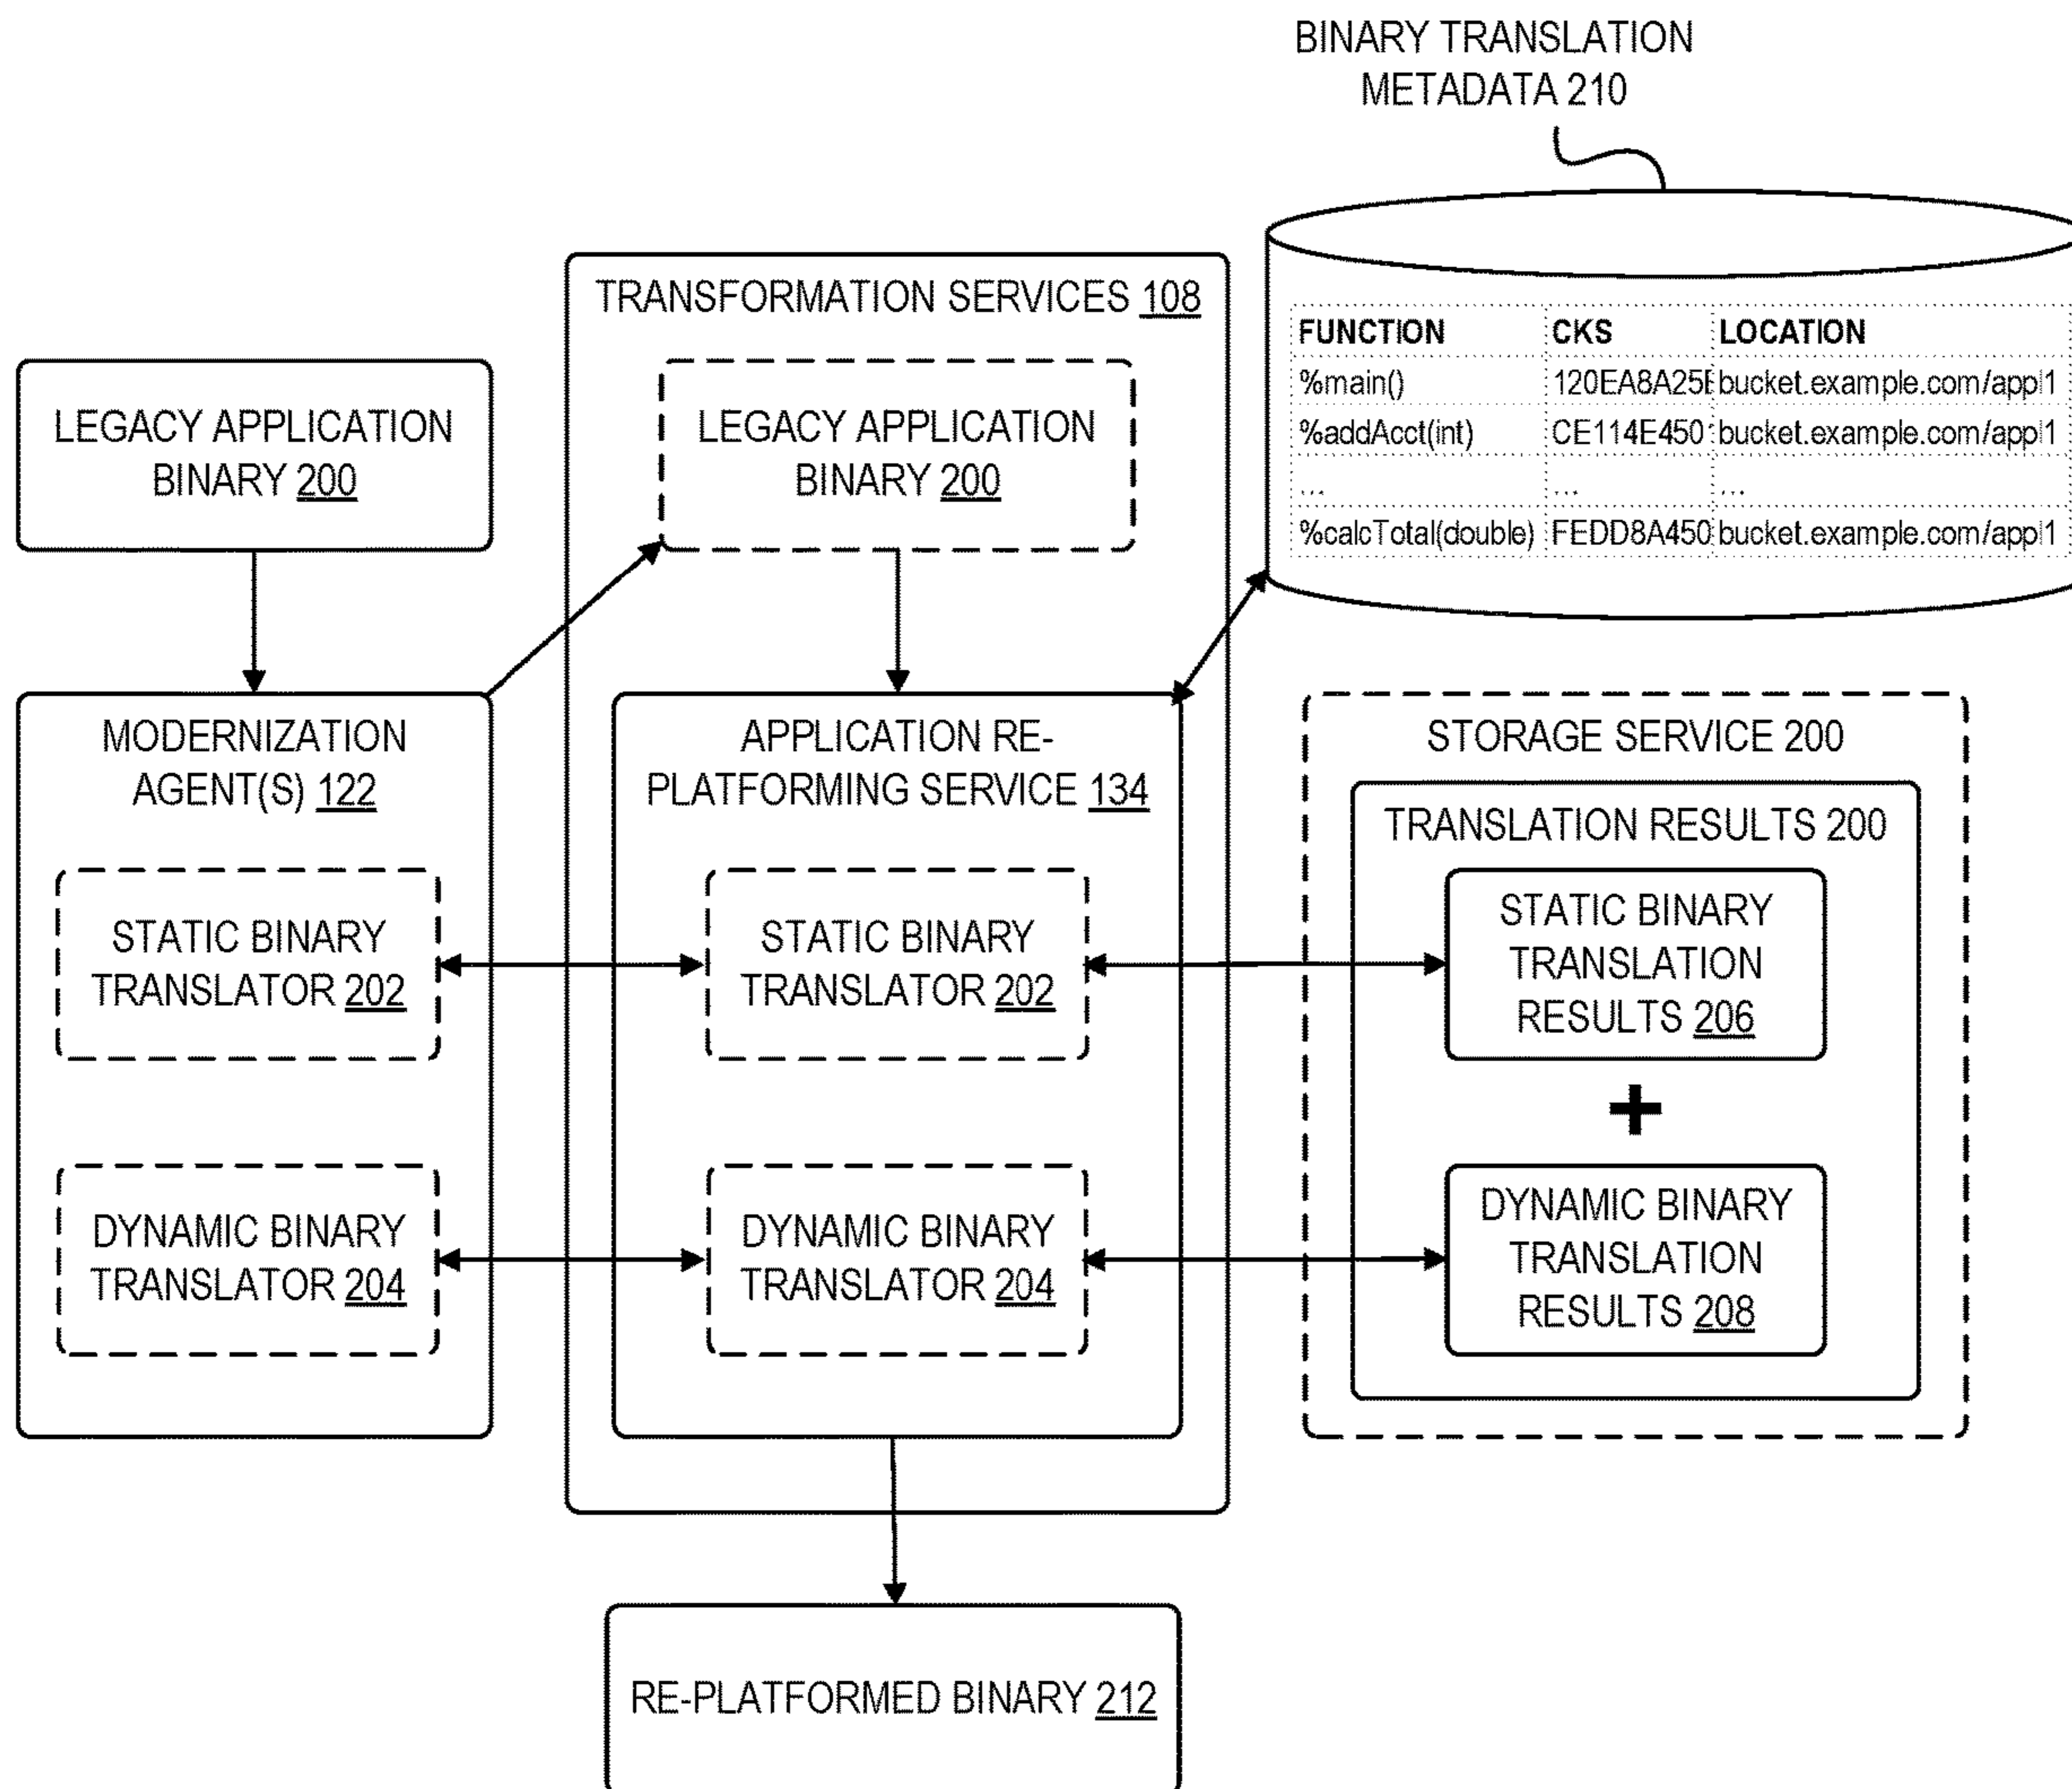 BINARY TRANSLATION
METADATA 210
FUNCTION CKS LOCATION
%main() 120EA8A25 bucket.example.com/appl1
%addAcct(int) CE114E450 bucket.example.com/appl1
... ... ...
%calcTotal(double) FEDD8A450 bucket.example.com/appl1
TRANSFORMATION SERVICES 108
LEGACY APPLICATION
BINARY 200
LEGACY APPLICATION
BINARY 200
MODERNIZATION
AGENT(S) 122
STATIC BINARY
TRANSLATOR 202
DYNAMIC BINARY
TRANSLATOR 204
APPLICATION RE-
PLATFORMING SERVICE 134
STATIC BINARY
TRANSLATOR 202
DYNAMIC BINARY
TRANSLATOR 204
STORAGE SERVICE 200
TRANSLATION RESULTS 200
STATIC BINARY
TRANSLATION
RESULTS 206
+
DYNAMIC BINARY
TRANSLATION
RESULTS 208
RE-PLATFORMED BINARY 212